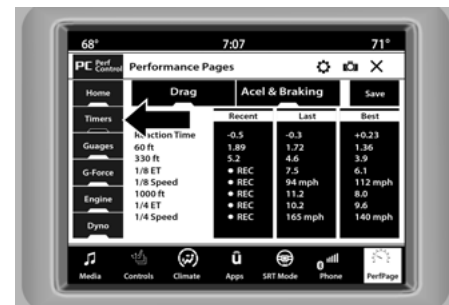 68° 7:07 71°
PC Perf Control Performance Pages
Home Drag Acel & Braking Save
Timers
Recent Last Best
Reaction Time -0.5 -0.3 +0.23
60 ft 1.89 1.72 1.36
Guages
330 ft 5.2 4.6 3.9
1/8 ET • REC 7.5 6.1
G-Force
1/8 Speed • REC 94 mph 112 mph
1000 ft • REC 11.2 8.0
Engine
1/4 ET • REC 10.2 9.6
1/4 Speed • REC 165 mph 140 mph
Dyno
Media Controls Climate Apps SRT Mode Phone PerfPage